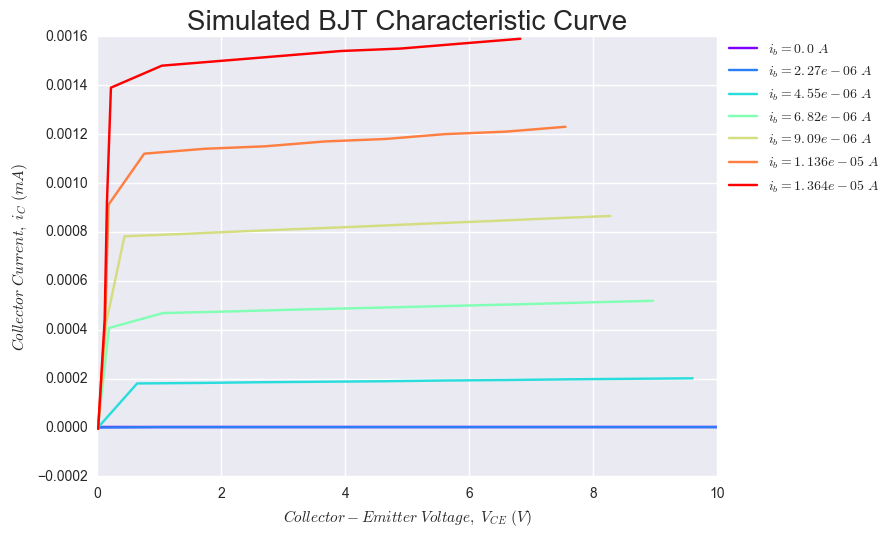 Simulated BJT Characteristic Curve
0.0016
0.0014
0.0012
0.0010
0.0008
0.0006
0.0004
0.0002
0.0000
−0.0002
Collector Current, i_C (mA)
0 2 4 6 8 10
Collector − Emitter Voltage, V_CE (V)
i_b = 0.0 A
i_b = 2.27e − 06 A
i_b = 4.55e − 06 A
i_b = 6.82e − 06 A
i_b = 9.09e − 06 A
i_b = 1.136e − 05 A
i_b = 1.364e − 05 A